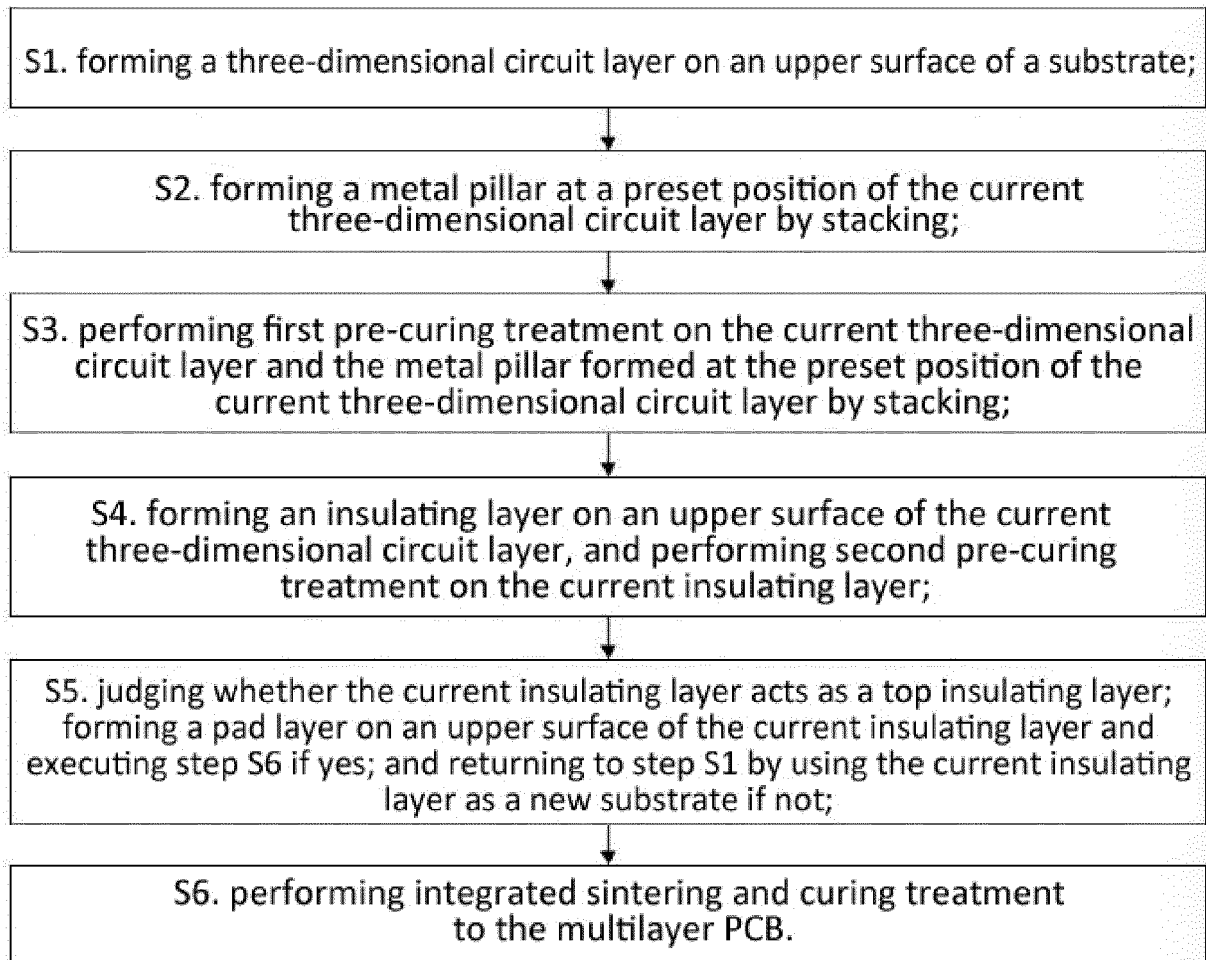 S1. forming a three-dimensional circuit layer on an upper surface of a substrate;
S2. forming a metal pillar at a preset position of the current
three-dimensional circuit layer by stacking;
S3. performing first pre-curing treatment on the current three-dimensional
circuit layer and the metal pillar formed at the preset position of the
current three-dimensional circuit layer by stacking;
S4. forming an insulating layer on an upper surface of the current
three-dimensional circuit layer, and performing second pre-curing
treatment on the current insulating layer;
S5. judging whether the current insulating layer acts as a top insulating layer;
forming a pad layer on an upper surface of the current insulating layer and
executing step S6 if yes; and returning to step S1 by using the current insulating
layer as a new substrate if not;
S6. performing integrated sintering and curing treatment
to the multilayer PCB.